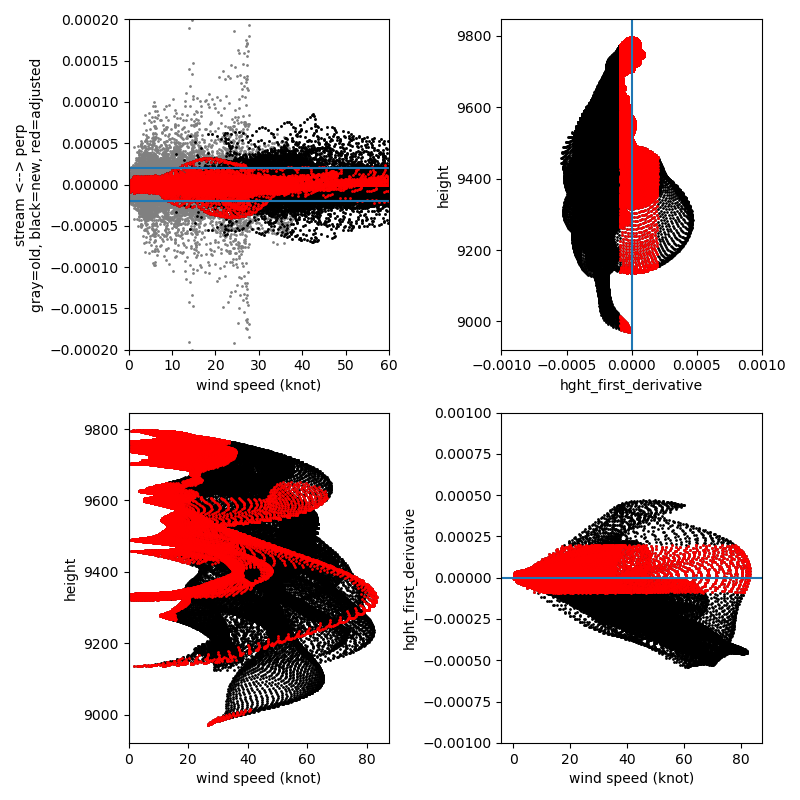 0.00020
0.00015
0.00010
0.00005
0.00000
−0.00005
−0.00010
−0.00015
−0.00020
stream <--> perp
gray=old, black=new, red=adjusted
0 10 20 30 40 50 60
wind speed (knot)
9800
9600
9400
9200
9000
height
−0.0010 −0.0005 0.0000 0.0005 0.0010
hght_first_derivative
9800
9600
9400
9200
9000
height
0 20 40 60 80
wind speed (knot)
0.00100
0.00075
0.00050
0.00025
0.00000
−0.00025
−0.00050
−0.00075
−0.00100
hght_first_derivative
0 20 40 60 80
wind speed (knot)